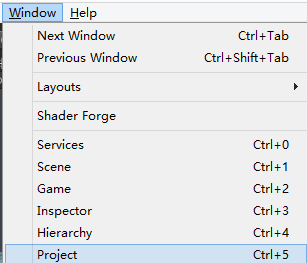 Window Help
Next Window Ctrl+Tab
Previous Window Ctrl+Shift+Tab
Layouts
Shader Forge
Services Ctrl+0
Scene Ctrl+1
Game Ctrl+2
Inspector Ctrl+3
Hierarchy Ctrl+4
Project Ctrl+5